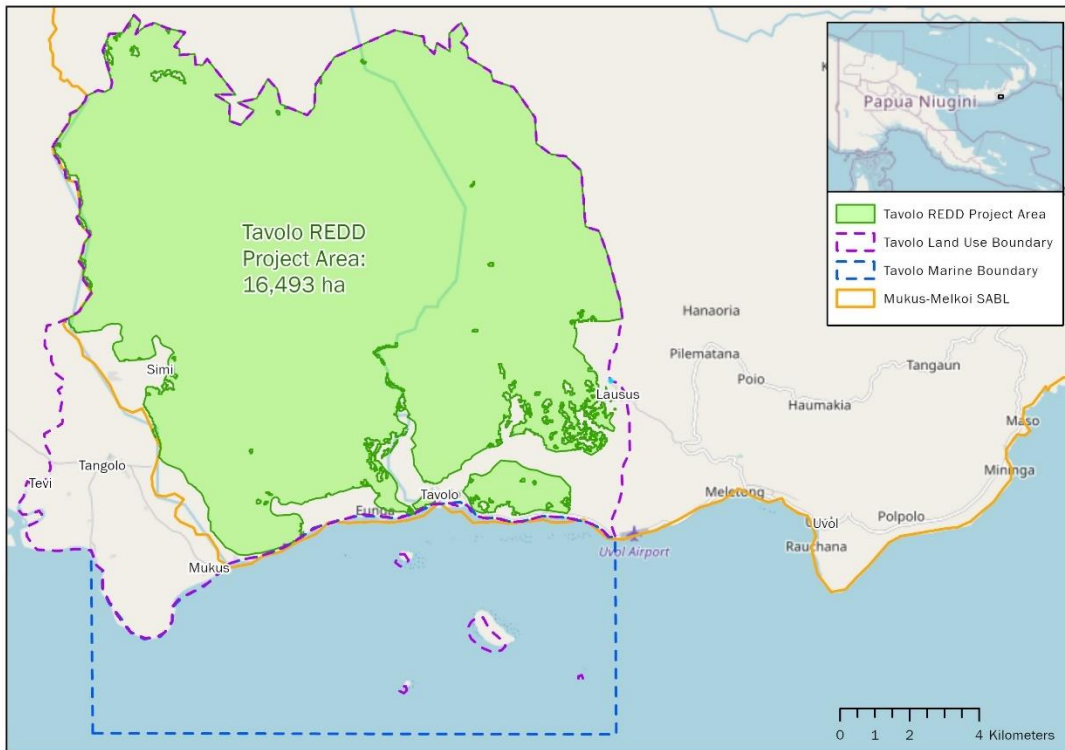 Papua Niugini
Tavolo REDD Project Area
Tavolo Land Use Boundary
Tavolo Marine Boundary
Mukus-Melkoi SABL
Tavolo REDD
Project Area:
16,493 ha
Hanaoria
Pilematana
Poio
Tangaun
Haumakia
Simi
Lausus
Maso
Tangolo
Tevi
Mininga
Tavolo
Meletong
Polpolo
Uvol
Rauchana
Uvol Airport
Mukus
0 1 2 4 Kilometers